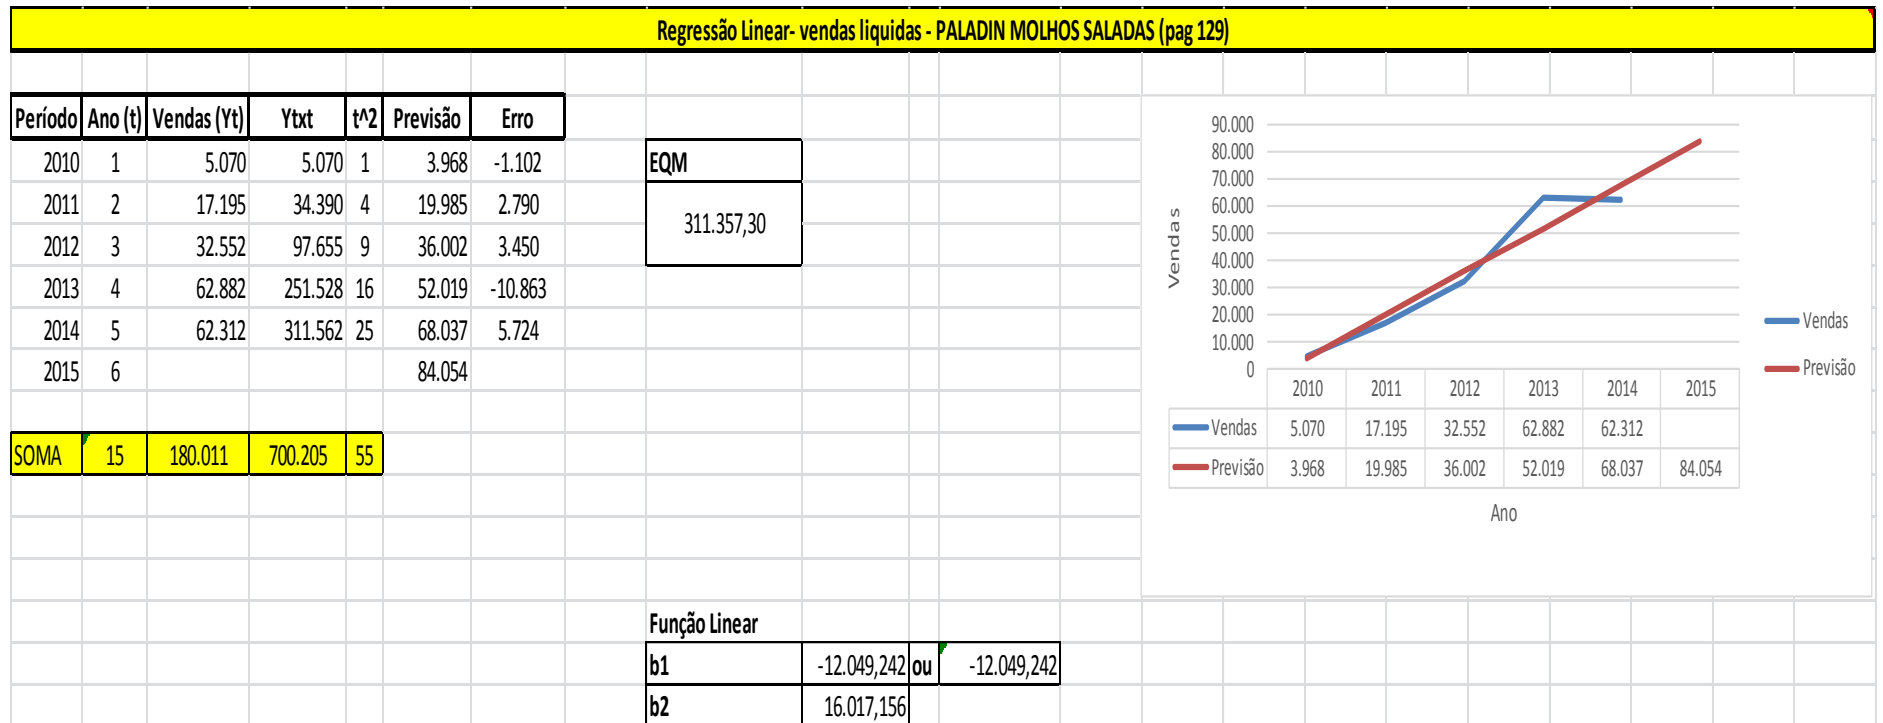 Regressão Linear- vendas liquidas - PALADIN MOLHOS SALADAS (pag 129)
Período Ano (t) Vendas (Yt) Ytxt t^2 Previsão Erro
2010 1 5.070 5.070 1 3.968 -1.102
2011 2 17.195 34.390 4 19.985 2.790
2012 3 32.552 97.655 9 36.002 3.450
2013 4 62.882 251.528 16 52.019 -10.863
2014 5 62.312 311.562 25 68.037 5.724
2015 6 84.054
SOMA 15 180.011 700.205 55
EQM
311.357,30
90.000
80.000
70.000
60.000
50.000
40.000
30.000
20.000
10.000
0
Vendas
2010 2011 2012 2013 2014 2015
Vendas 5.070 17.195 32.552 62.882 62.312
Previsão 3.968 19.985 36.002 52.019 68.037 84.054
Ano
Vendas
Previsão
Função Linear
b1 -12.049,242 ou -12.049,242
b2 16.017,156